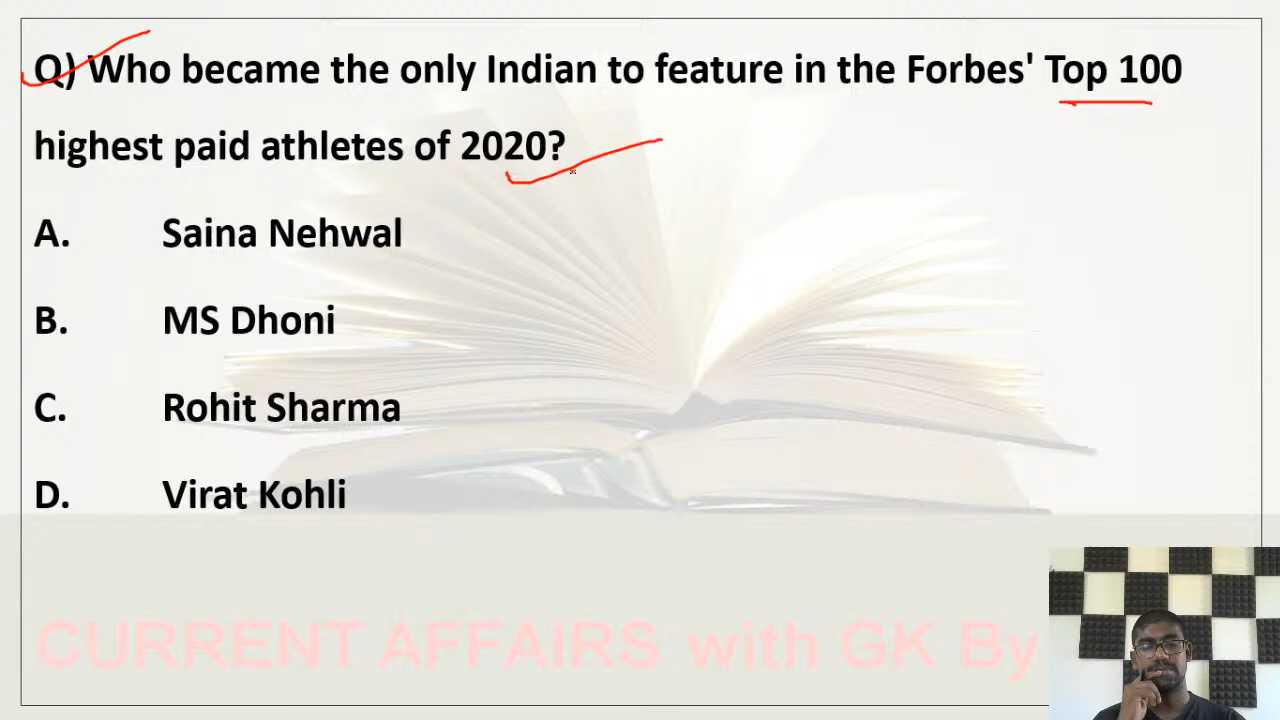 Q) Who became the only Indian to feature in the Forbes' Top 100
highest paid athletes of 2020?
A. Saina Nehwal
B. MS Dhoni
C. Rohit Sharma
D. Virat Kohli
CURRENT AFFAIRS with GK By